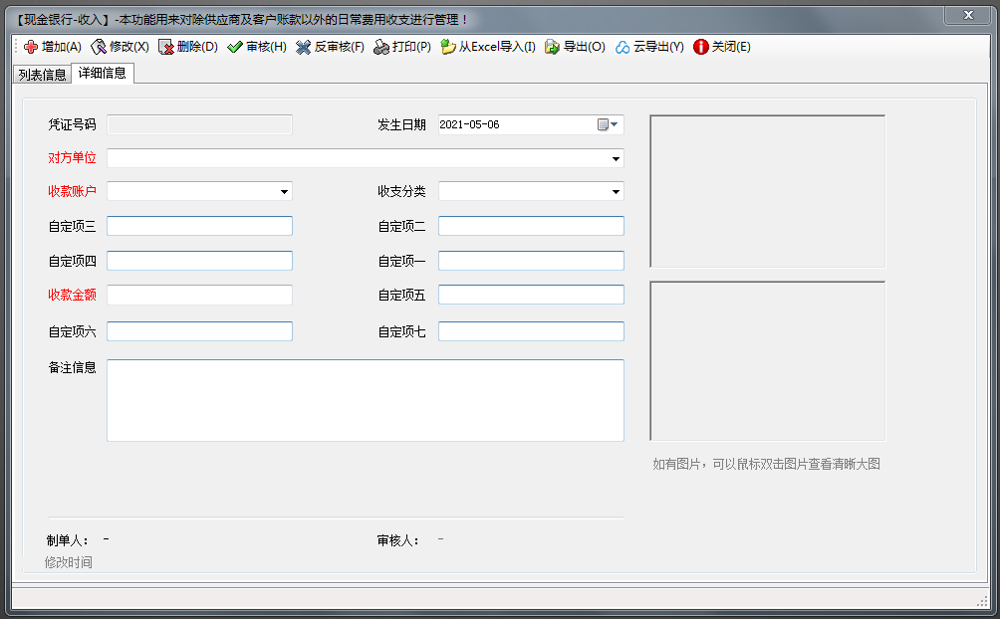 【现金银行-收入】-本功能用来对除供应商及客户账款以外的日常费用收支进行管理！
增加(A) 修改(X) 删除(D) 审核(H) 反审核(F) 打印(P) 从Excel导入(I) 导出(O) 云导出(Y) 关闭(E)
列表信息 详细信息
凭证号码 发生日期 2021-05-06
对方单位
收款账户 收支分类
自定项三 自定项二
自定项四 自定项一
收款金额 自定项五
自定项六 自定项七
备注信息
如有图片，可以鼠标双击图片查看清晰大图
制单人： - 审核人： -
修改时间